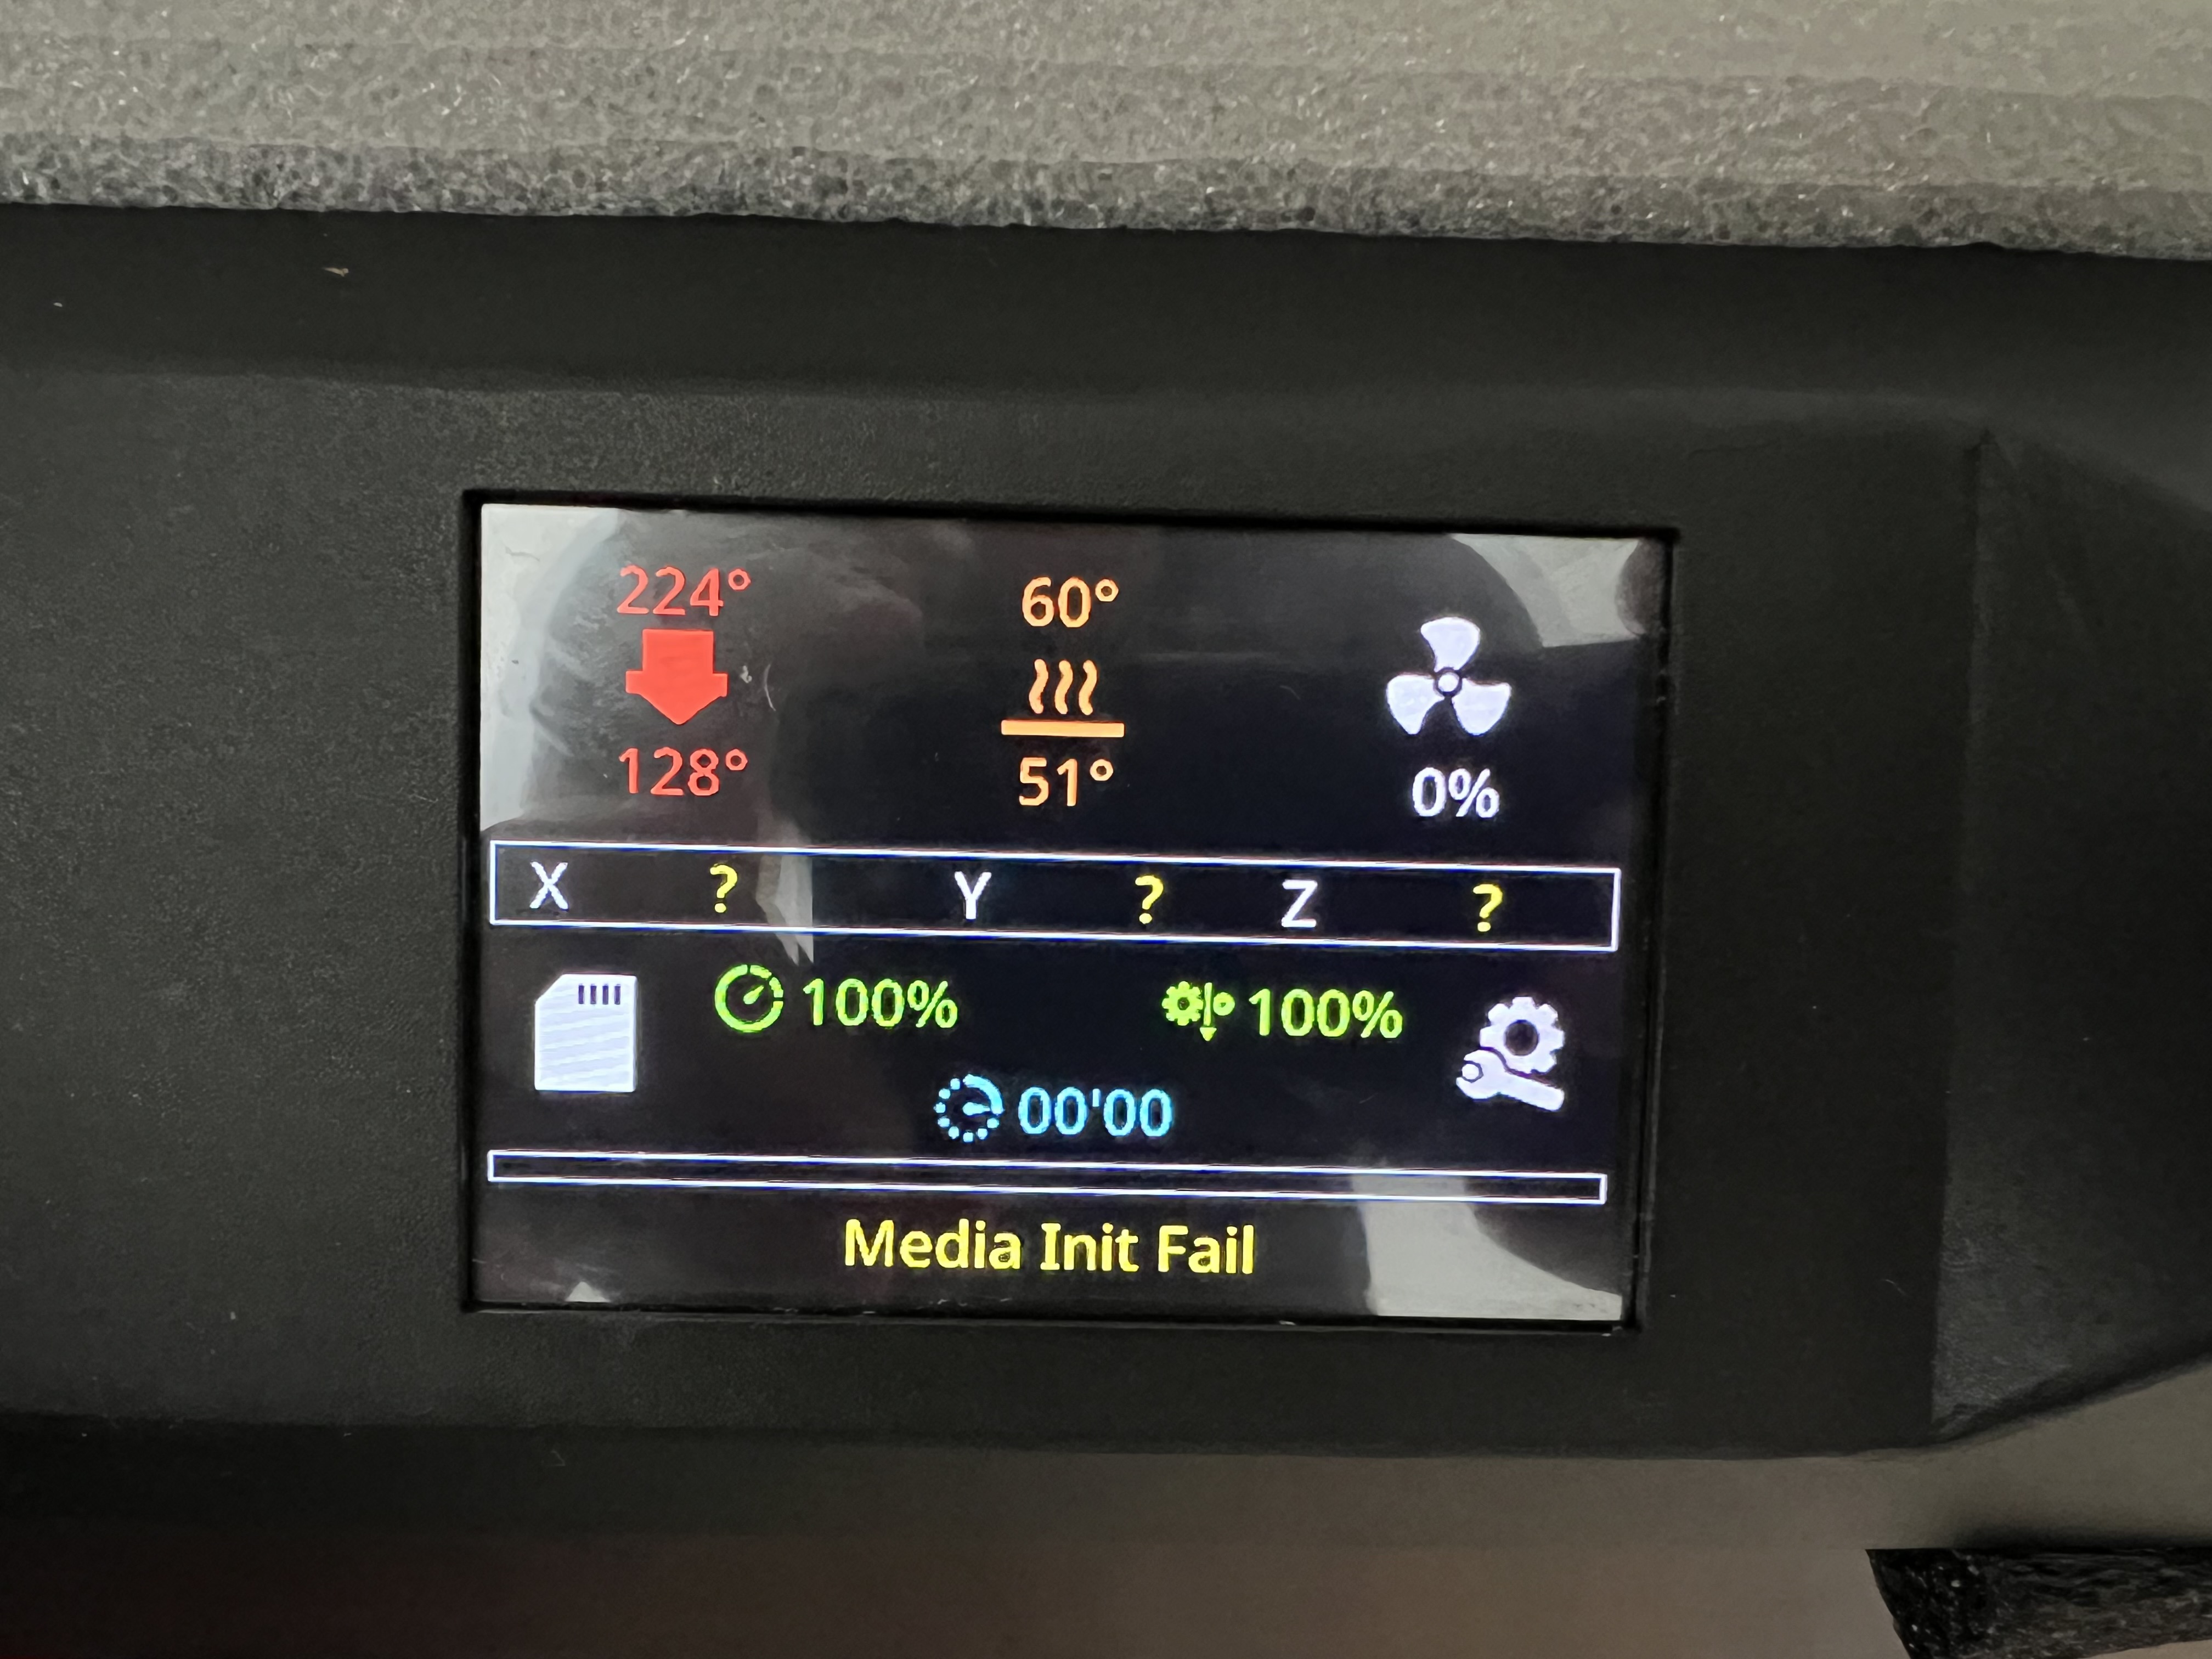 224° 60°
128° 51° 0%
X ? Y ? Z ?
100% 100%
00'00
Media Init Fail